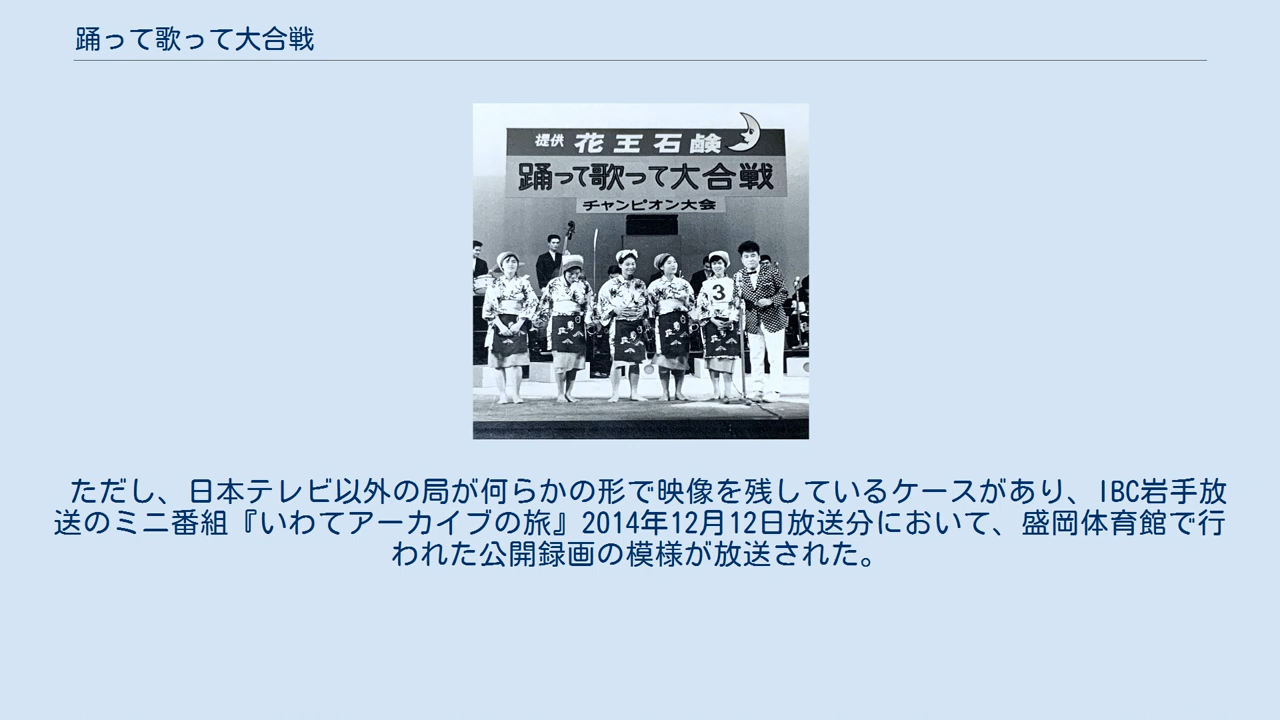 踊って歌って大合戦
提供 花王石鹸
踊って歌って大合戦
チャンピオン大会
3
ただし、日本テレビ以外の局が何らかの形で映像を残しているケースがあり、IBC岩手放
送のミニ番組『いわてアーカイブの旅』2014年12月12日放送分において、盛岡体育館で行
われた公開録画の模様が放送された。